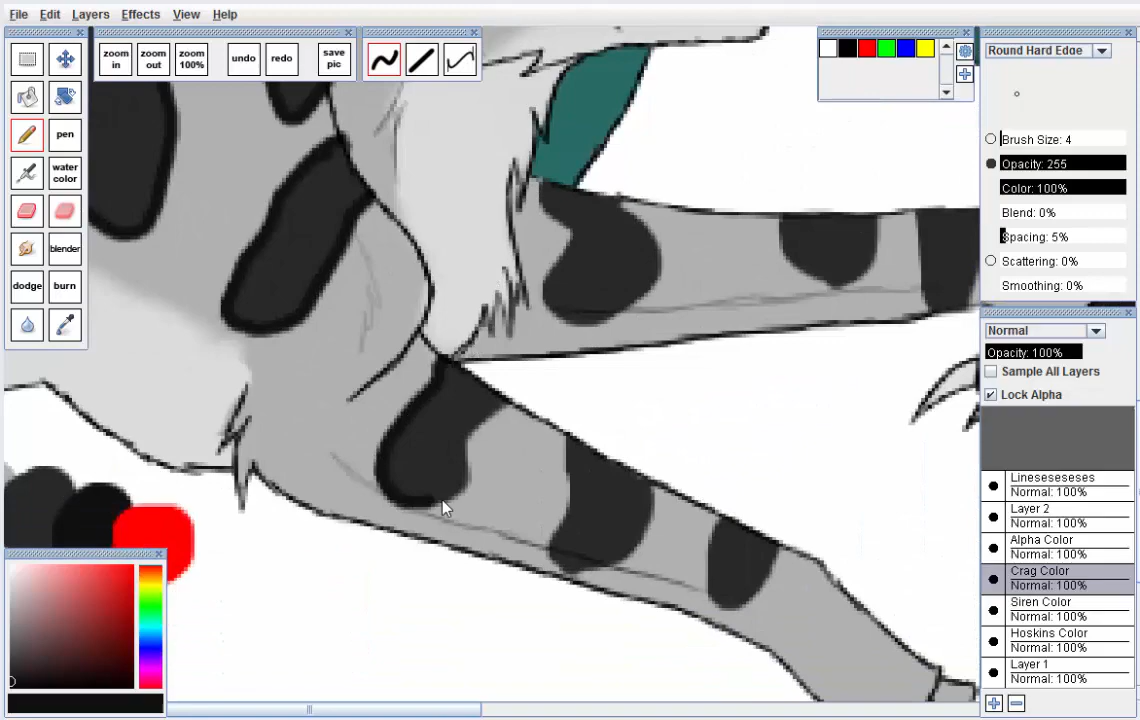 File Edit Layers Effects View Help
zoom in
zoom out
zoom 100%
undo
redo
save pic
pen
water color
blender
dodge
burn
Round Hard Edge
Brush Size: 4
Opacity: 255
Color: 100%
Blend: 0%
Spacing: 5%
Scattering: 0%
Smoothing: 0%
Normal
Opacity: 100%
Sample All Layers
Lock Alpha
Lineseseseses
Normal: 100%
Layer 2
Normal: 100%
Alpha Color
Normal: 100%
Crag Color
Normal: 100%
Siren Color
Normal: 100%
Hoskins Color
Normal: 100%
Layer 1
Normal: 100%